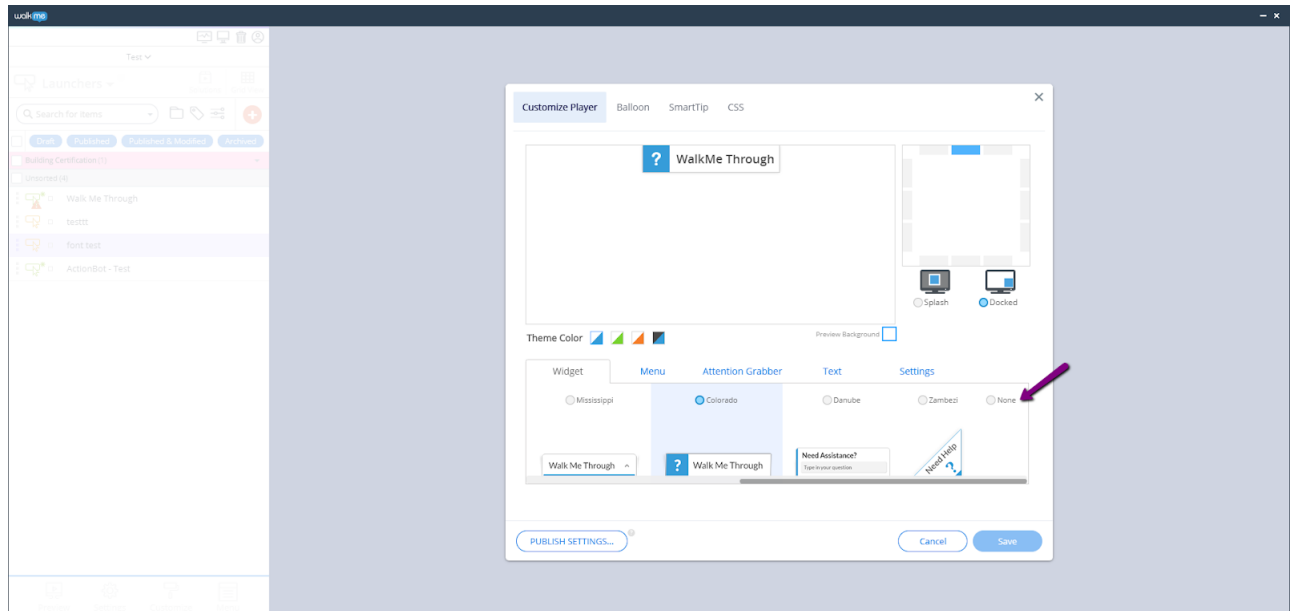 walkme
Test
Launchers
Search for items
Draft Published Published & Modified Archived
Building Certification (1)
Unsorted (4)
Walk Me Through
testtt
font test
ActionBot - Test
Customize Player Balloon SmartTip CSS
? WalkMe Through
Splash Docked
Theme Color
Preview Background
Widget Menu Attention Grabber Text Settings
Mississippi Colorado Danube Zambezi None
Walk Me Through
? Walk Me Through
Need Assistance?
Type in your question
Need Help
?
PUBLISH SETTINGS... ?
Cancel Save